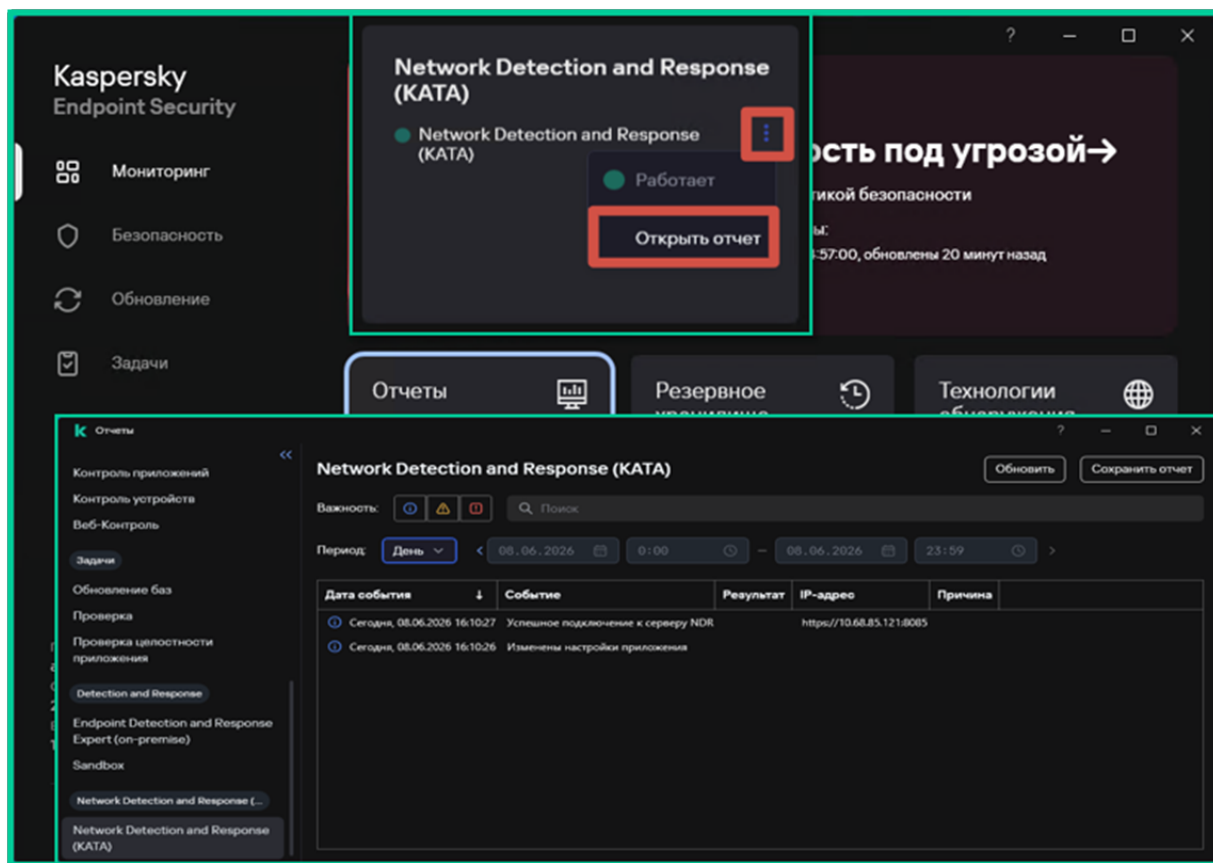 Kaspersky
Endpoint Security
Мониторинг
Безопасность
Обновление
Задачи
Network Detection and Response
(KATA)
Network Detection and Response
(KATA)
Работает
Открыть отчет
?
ость под угрозой→
тикой безопасности
ы:
:57:00, обновлены 20 минут назад
Отчеты
Резервное
Технологии
Отчеты
?
Контроль приложений
Контроль устройств
Веб-Контроль
Задачи
Обновление баз
Проверка
Проверка целостности
приложения
Detection and Response
Endpoint Detection and Response
Expert (on-premise)
Sandbox
Network Detection and Response (...
Network Detection and Response
(KATA)
Network Detection and Response (KATA)
Обновить
Сохранить отчет
Важность:
Поиск
Период: День 08.06.2026 0:00 – 08.06.2026 23:59
Дата события ↓ Событие Результат IP-адрес Причина
Сегодня, 08.06.2026 16:10:27 Успешное подключение к серверу NDR https://10.68.85.121:8085
Сегодня, 08.06.2026 16:10:26 Изменены настройки приложения